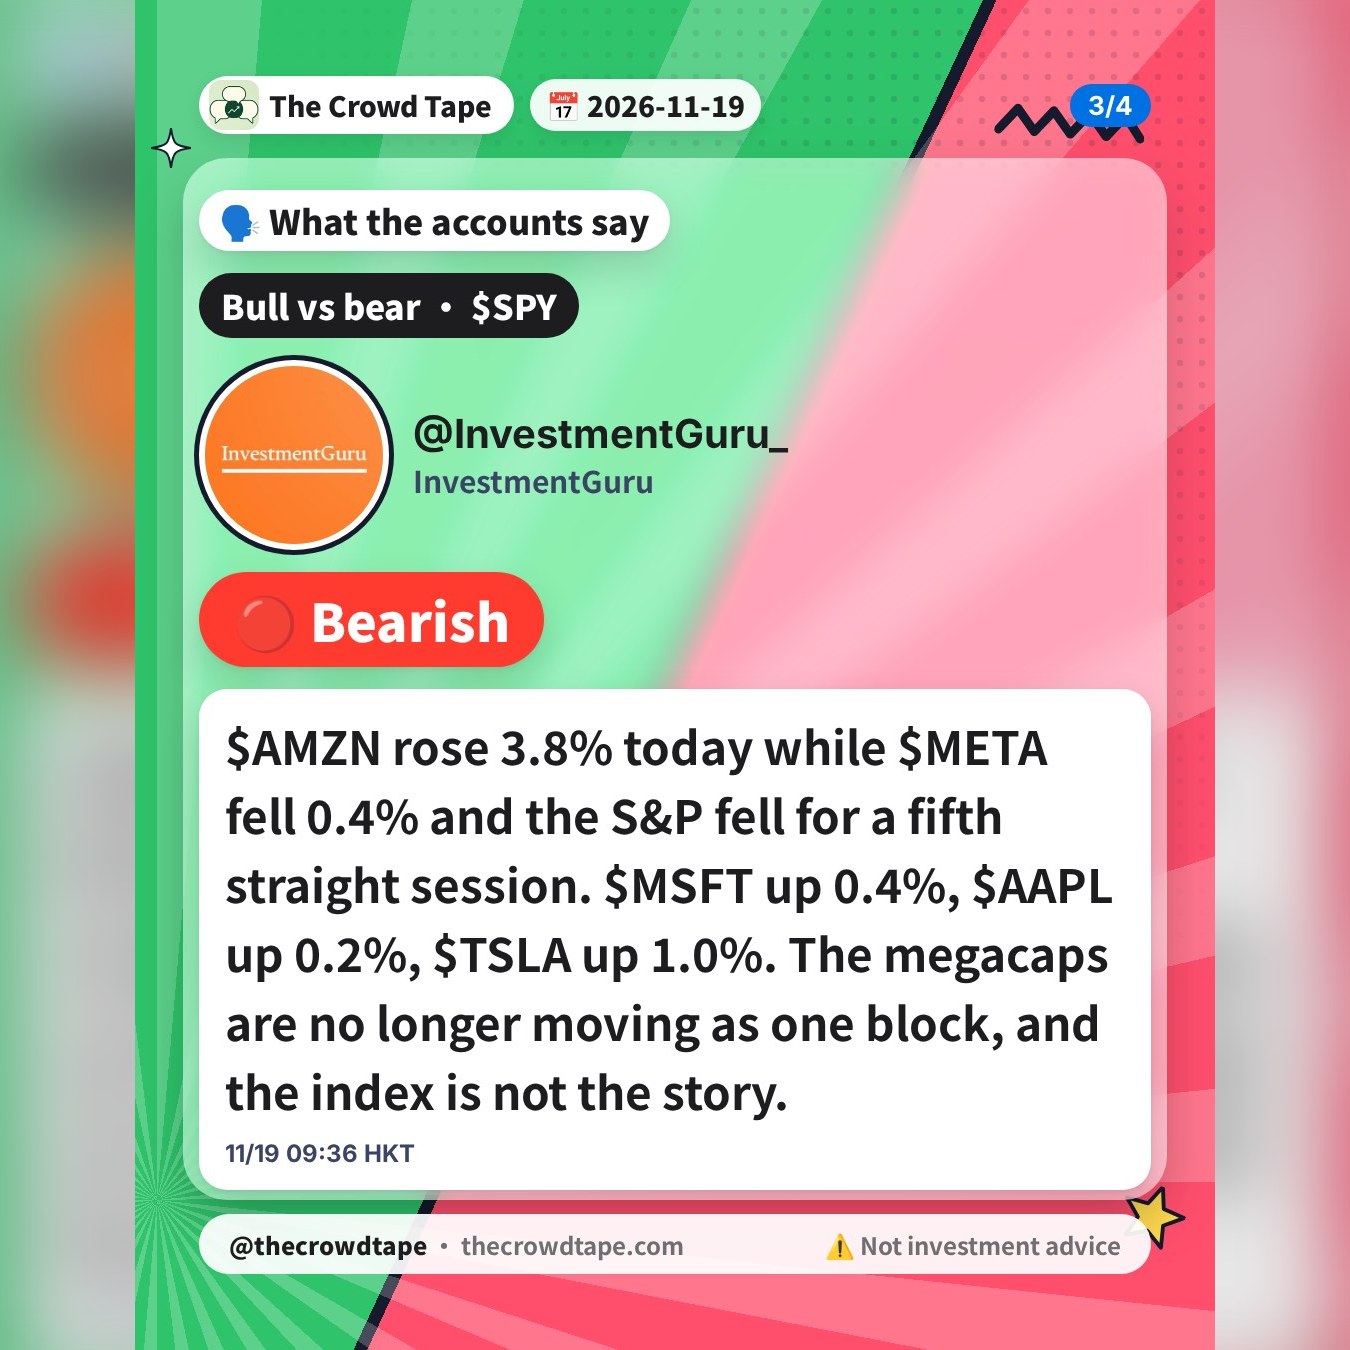 The Crowd Tape
📅 2026-11-19
3/4
🗣️ What the accounts say
Bull vs bear • $SPY
InvestmentGuru
@InvestmentGuru_
InvestmentGuru
🔴 Bearish
$AMZN rose 3.8% today while $META
fell 0.4% and the S&P fell for a fifth
straight session. $MSFT up 0.4%, $AAPL
up 0.2%, $TSLA up 1.0%. The megacaps
are no longer moving as one block, and
the index is not the story.
11/19 09:36 HKT
@thecrowdtape • thecrowdtape.com
⚠️ Not investment advice